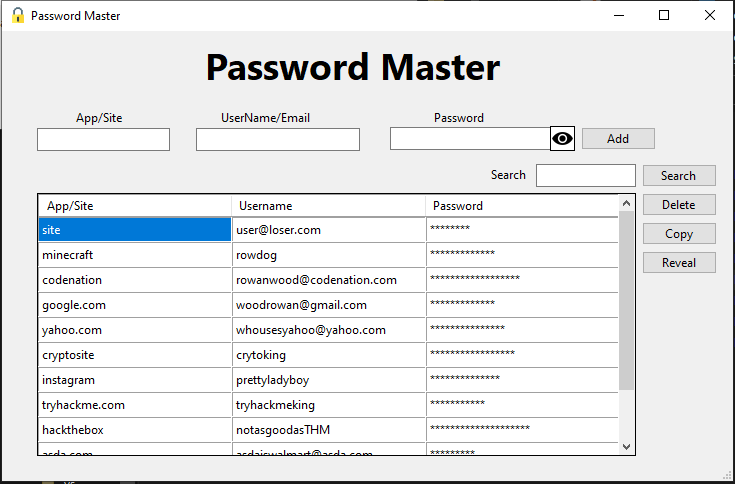 Password Master
Password Master
App/Site UserName/Email Password
Add
Search Search
App/Site Username Password Delete
site user@loser.com ********
Copy
minecraft rowdog *************
Reveal
codenation rowanwood@codenation.com ******************
google.com woodrowan@gmail.com *************
yahoo.com whousesyahoo@yahoo.com ***************
cryptosite crytoking *****************
instagram prettyladyboy **************
tryhackme.com tryhackmeking ***********
hackthebox notasgoodasTHM ********************
asda.com asdaiswalmart@asda.com *********